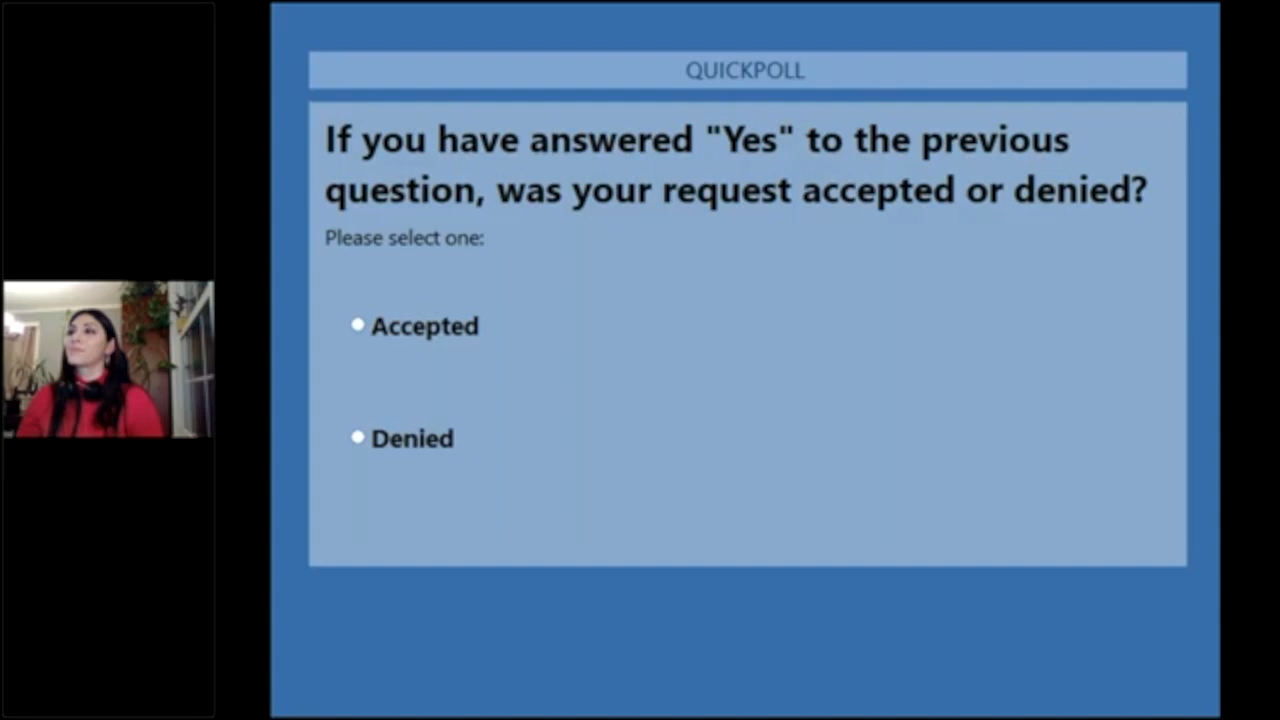 QUICKPOLL
If you have answered "Yes" to the previous
question, was your request accepted or denied?
Please select one:
Accepted
Denied